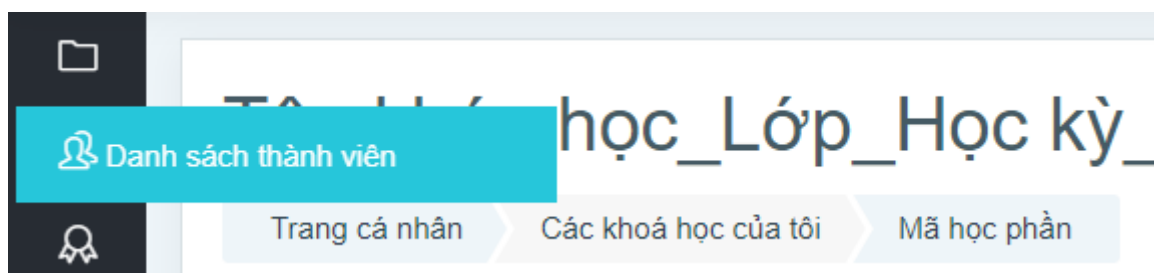 học_Lớp_Học kỳ_
Danh sách thành viên
Trang cá nhân Các khoá học của tôi Mã học phần